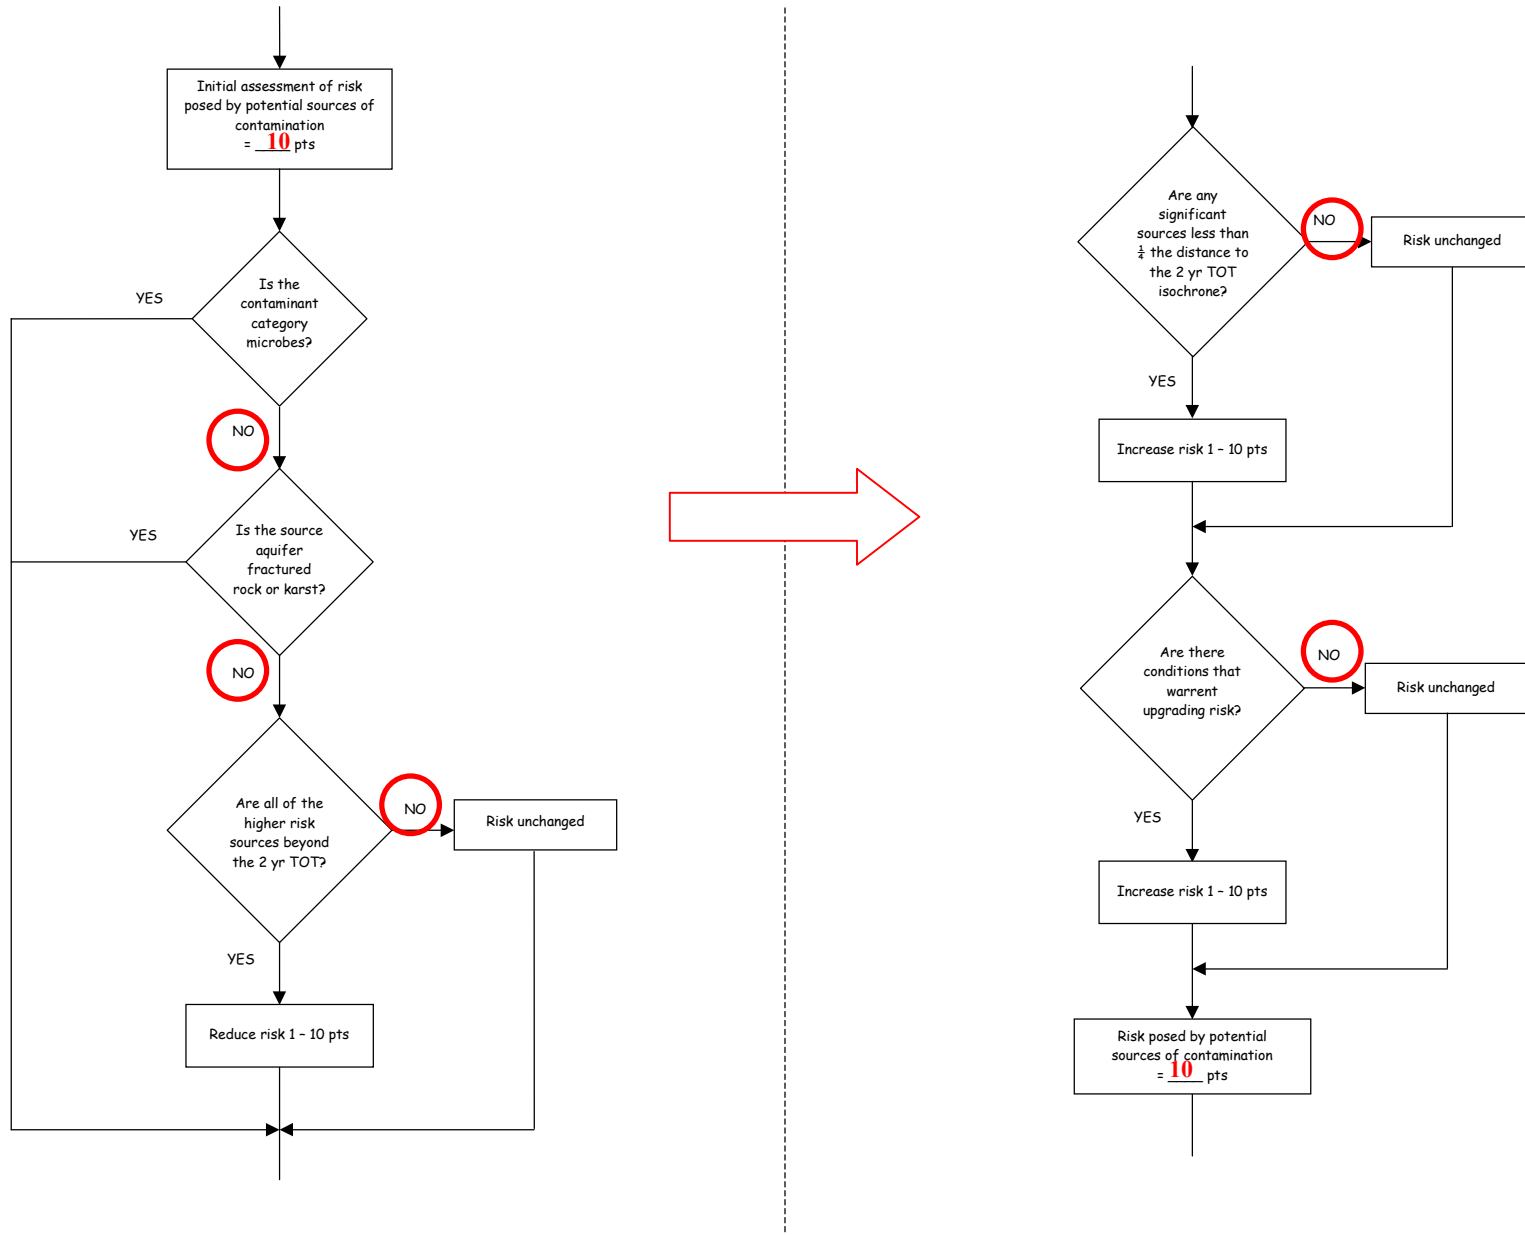 Initial assessment of risk
posed by potential sources of
contamination
= 10 pts
Is the
contaminant
category
microbes?
YES
NO
Is the source
aquifer
fractured
rock or karst?
YES
NO
Are all of the
higher risk
sources beyond
the 2 yr TOT?
NO
Risk unchanged
YES
Reduce risk 1 – 10 pts
Are any
significant
sources less than
¼ the distance to
the 2 yr TOT
isochrone?
NO
Risk unchanged
YES
Increase risk 1 – 10 pts
Are there
conditions that
warrent
upgrading risk?
NO
Risk unchanged
YES
Increase risk 1 – 10 pts
Risk posed by potential
sources of contamination
= 10 pts